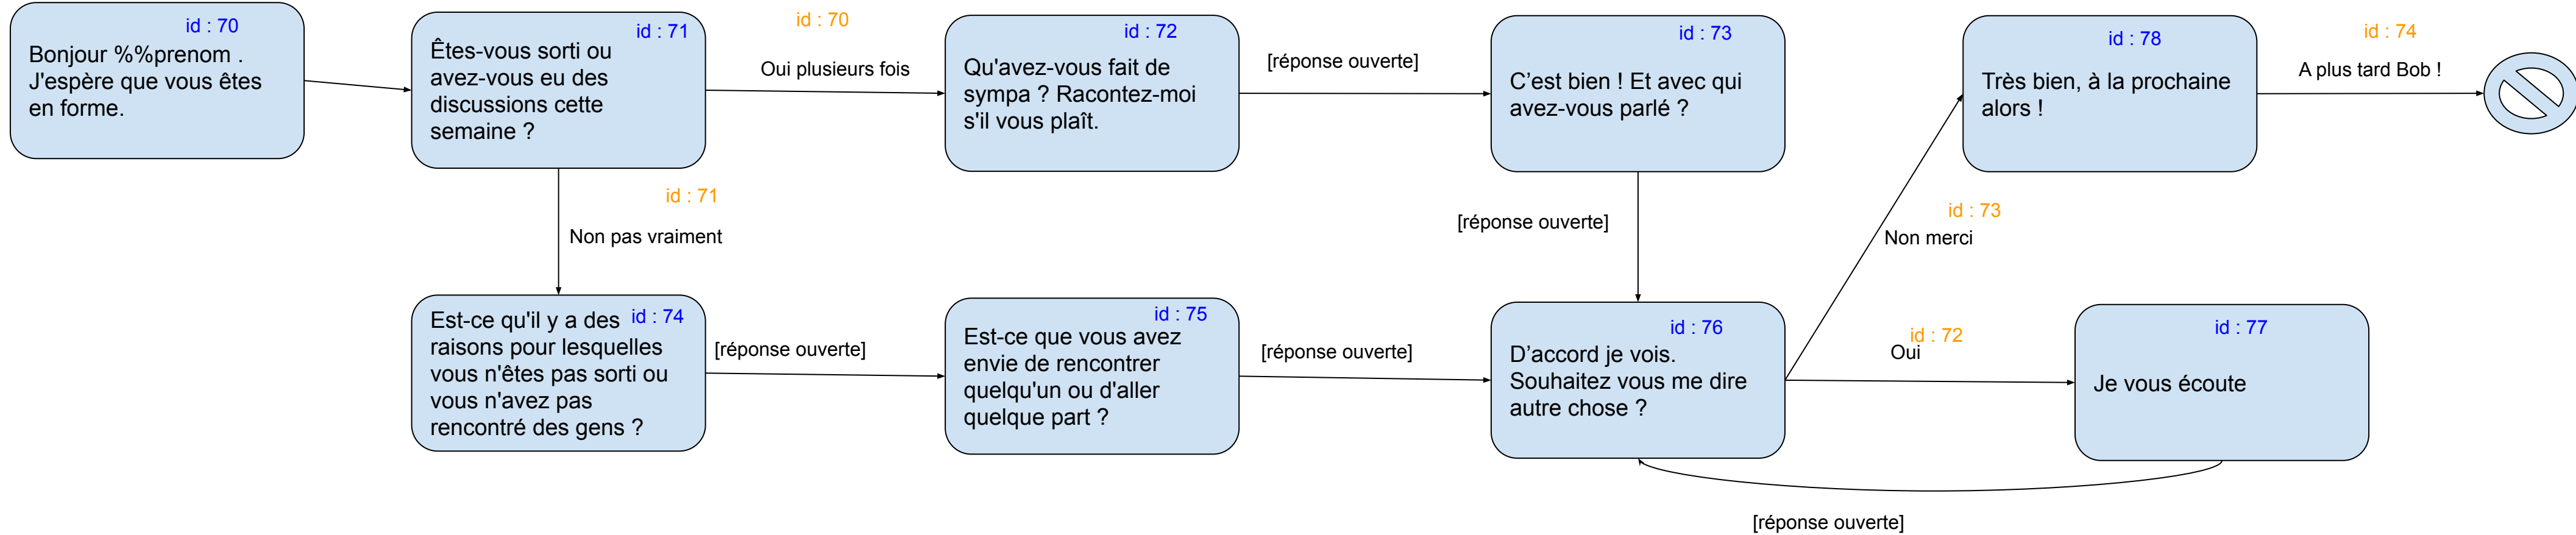 id : 70
Bonjour %%prenom .
J'espère que vous êtes
en forme.
id : 71
Êtes-vous sorti ou
avez-vous eu des
discussions cette
semaine ?
id : 70
Oui plusieurs fois
id : 72
Qu'avez-vous fait de
sympa ? Racontez-moi
s'il vous plaît.
[réponse ouverte]
id : 73
C’est bien ! Et avec qui
avez-vous parlé ?
id : 78
Très bien, à la prochaine
alors !
id : 74
A plus tard Bob !
id : 71
Non pas vraiment
[réponse ouverte]
id : 73
Non merci
id : 74
Est-ce qu'il y a des
raisons pour lesquelles
vous n'êtes pas sorti ou
vous n'avez pas
rencontré des gens ?
[réponse ouverte]
id : 75
Est-ce que vous avez
envie de rencontrer
quelqu'un ou d'aller
quelque part ?
[réponse ouverte]
id : 76
D’accord je vois.
Souhaitez vous me dire
autre chose ?
id : 72
Oui
id : 77
Je vous écoute
[réponse ouverte]